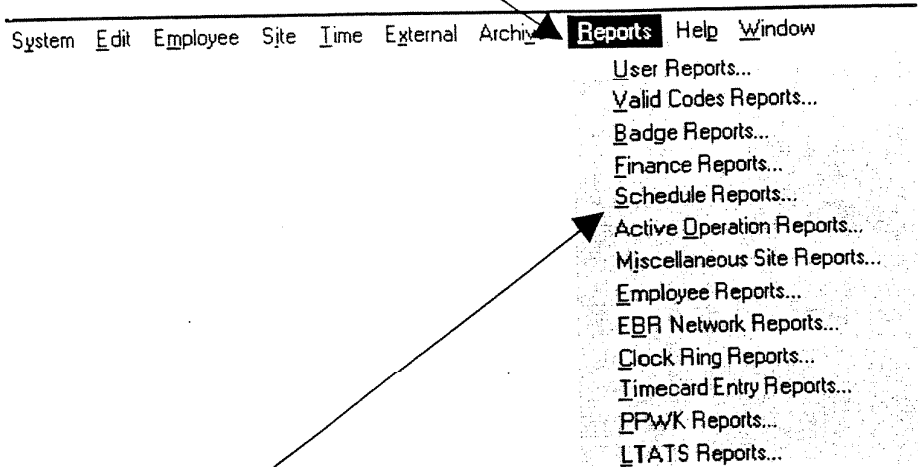 System Edit Employee Site Time External Archiv Reports Help Window
User Reports...
Valid Codes Reports...
Badge Reports...
Finance Reports...
Schedule Reports...
Active Operation Reports...
Miscellaneous Site Reports...
Employee Reports...
EBR Network Reports...
Clock Ring Reports...
Timecard Entry Reports...
PPWK Reports...
LTATS Reports...